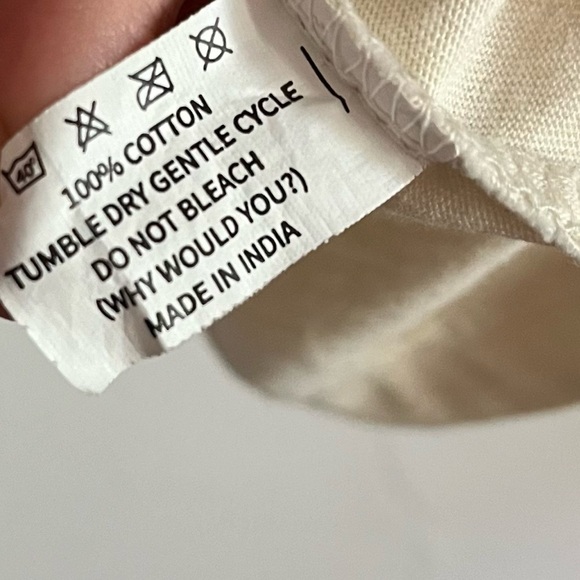 40°
100% COTTON
TUMBLE DRY GENTLE CYCLE
DO NOT BLEACH
(WHY WOULD YOU?)
MADE IN INDIA